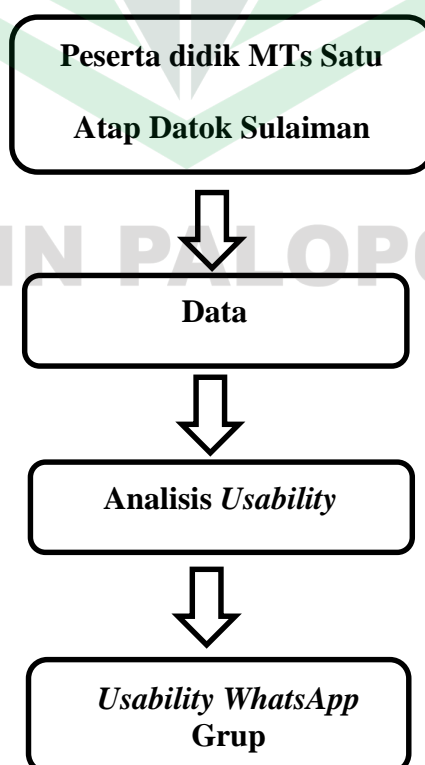 Peserta didik MTs Satu
Atap Datok Sulaiman
IN PALOPO
Data
Analisis Usability
Usability WhatsApp
Grup